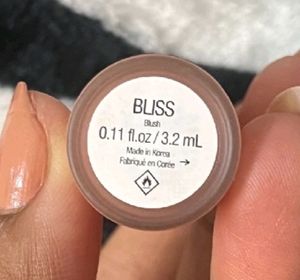 BLISS
Blush
0.11 fl.oz / 3.2 mL
Made in Korea
Fabriqué en Corée →